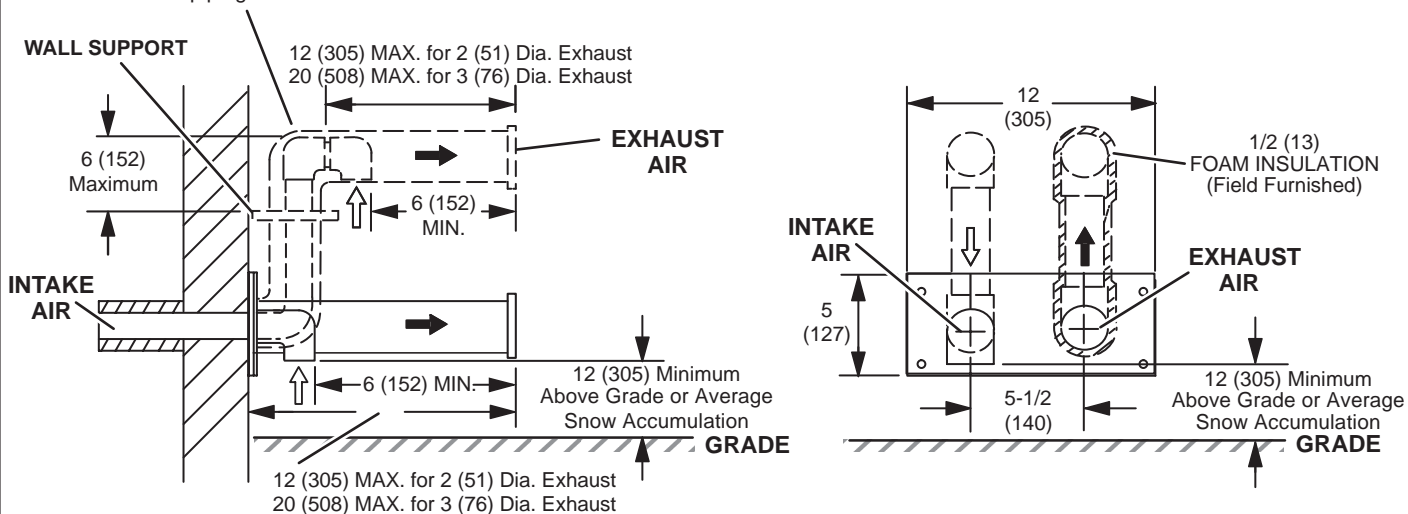 WALL SUPPORT
12 (305) MAX. for 2 (51) Dia. Exhaust
20 (508) MAX. for 3 (76) Dia. Exhaust
6 (152)
Maximum
EXHAUST
AIR
6 (152)
MIN.
INTAKE
AIR
6 (152) MIN.
12 (305) Minimum
Above Grade or Average
Snow Accumulation
GRADE
12 (305) MAX. for 2 (51) Dia. Exhaust
20 (508) MAX. for 3 (76) Dia. Exhaust
12
(305)
1/2 (13)
FOAM INSULATION
(Field Furnished)
INTAKE
AIR
EXHAUST
AIR
5
(127)
5-1/2
(140)
12 (305) Minimum
Above Grade or Average
Snow Accumulation
GRADE